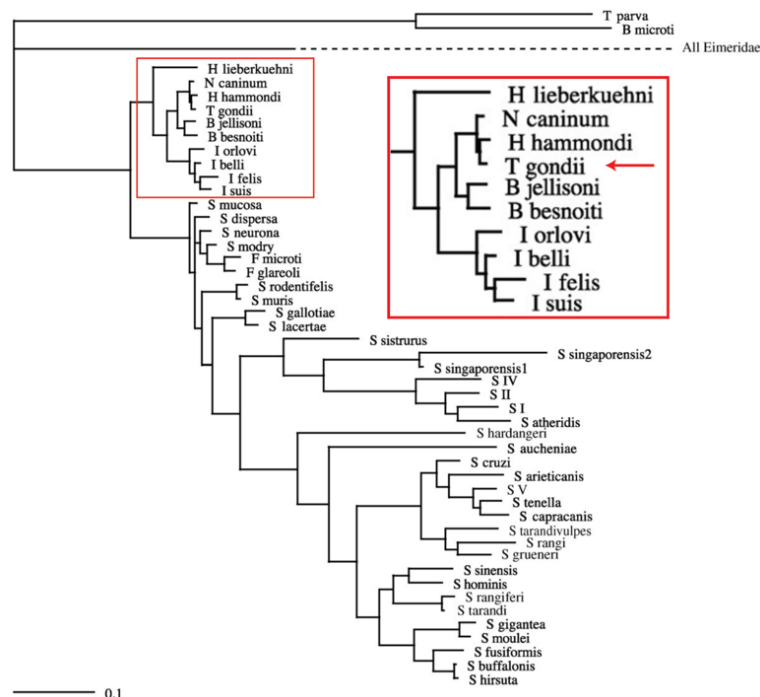 T parva
B microti
All Eimeridae
H lieberkuehni
N caninum
H hammondi
T gondii
B jellisoni
B besnoiti
I orlovi
I belli
I felis
I suis
H lieberkuehni
N caninum
H hammondi
T gondii
B jellisoni
B besnoiti
I orlovi
I belli
I felis
I suis
S mucosa
S dispersa
S neurona
S modry
F microti
F glareoli
S rodentifelis
S muris
S gallotiae
S lacertae
S sistrurus
S singaporensis2
S singaporensis1
S IV
S II
S I
S atheridis
S hardangeri
S aucheniae
S cruzi
S arieticanis
S V
S tenella
S capracanis
S tarandivulpes
S rangi
S grueneri
S sinensis
S hominis
S rangiferi
S tarandi
S gigantea
S moulei
S fusiformis
S buffalonis
S hirsuta
0.1